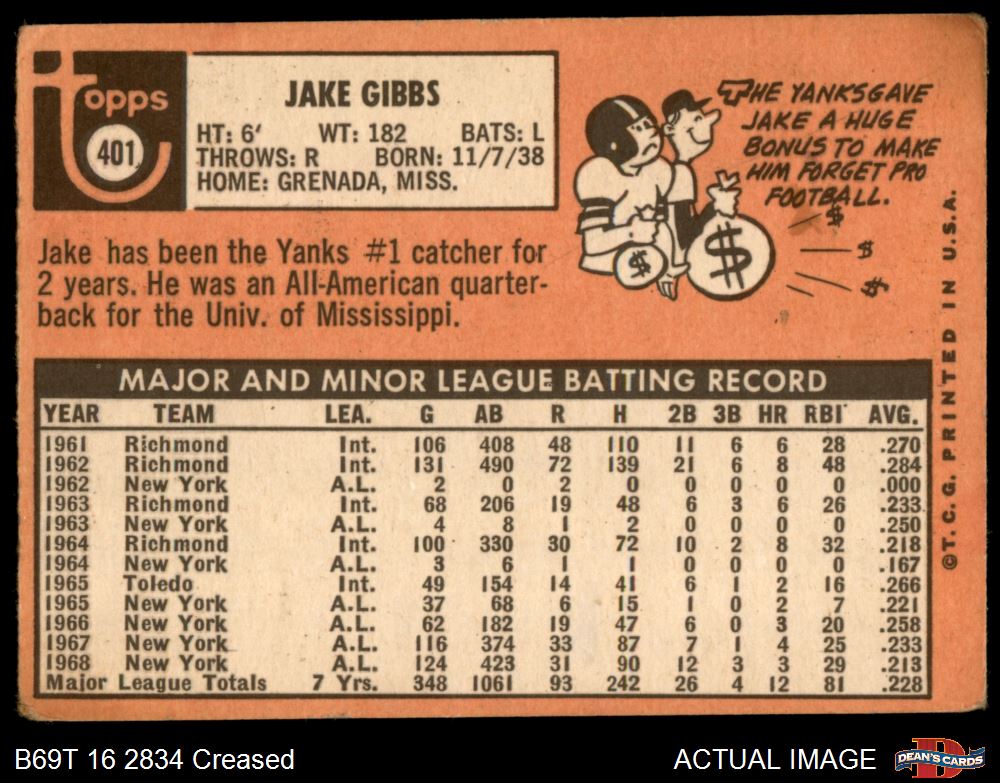 topps
401
JAKE GIBBS
HT: 6' WT: 182 BATS: L
THROWS: R BORN: 11/7/38
HOME: GRENADA, MISS.
THE YANKS GAVE
JAKE A HUGE
BONUS TO MAKE
HIM FORGET PRO
FOOTBALL.
$ $ $ $ $
Jake has been the Yanks #1 catcher for
2 years. He was an All-American quarter-
back for the Univ. of Mississippi.
MAJOR AND MINOR LEAGUE BATTING RECORD
YEAR TEAM LEA. G AB R H 2B 3B HR RBI AVG.
1961 Richmond Int. 106 408 48 110 11 6 6 28 .270
1962 Richmond Int. 131 490 72 139 21 6 8 48 .284
1962 New York A.L. 2 0 2 0 0 0 0 0 .000
1963 Richmond Int. 68 206 19 48 6 3 6 26 .233
1963 New York A.L. 4 8 1 2 0 0 0 0 .250
1964 Richmond Int. 100 330 30 72 10 2 8 32 .218
1964 New York A.L. 3 6 1 1 0 0 0 0 .167
1965 Toledo Int. 49 154 14 41 6 1 2 16 .266
1965 New York A.L. 37 68 6 15 1 0 2 7 .221
1966 New York A.L. 62 182 19 47 6 0 3 20 .258
1967 New York A.L. 116 374 33 87 7 1 4 25 .233
1968 New York A.L. 124 423 31 90 12 3 3 29 .213
Major League Totals 7 Yrs. 348 1061 93 242 26 4 12 81 .228
©T.C.G. PRINTED IN U.S.A.
B69T 16 2834 Creased
ACTUAL IMAGE
D
DEAN'S CARDS